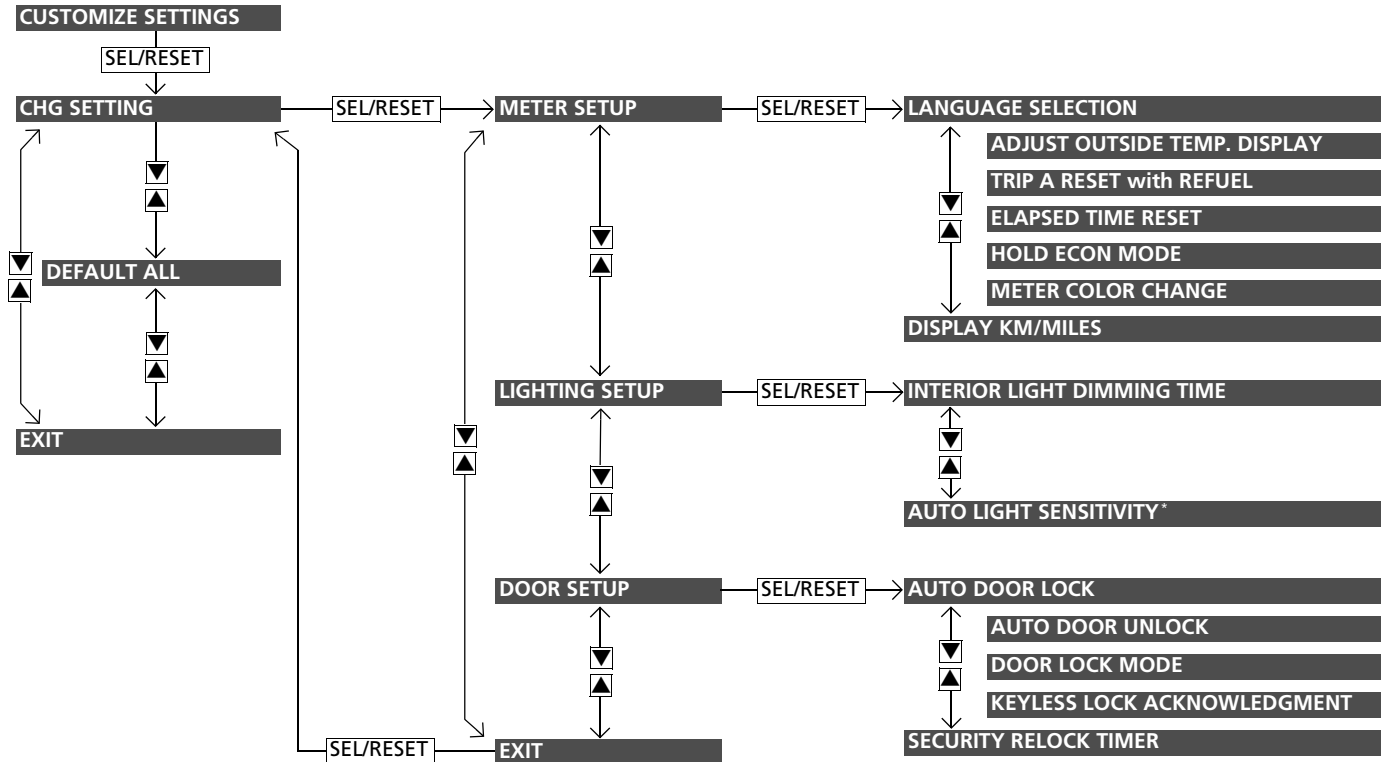 CUSTOMIZE SETTINGS
SEL/RESET
CHG SETTING
SEL/RESET
METER SETUP
SEL/RESET
LANGUAGE SELECTION
ADJUST OUTSIDE TEMP. DISPLAY
TRIP A RESET with REFUEL
ELAPSED TIME RESET
HOLD ECON MODE
METER COLOR CHANGE
DISPLAY KM/MILES
DEFAULT ALL
EXIT
LIGHTING SETUP
SEL/RESET
INTERIOR LIGHT DIMMING TIME
AUTO LIGHT SENSITIVITY*
DOOR SETUP
SEL/RESET
AUTO DOOR LOCK
AUTO DOOR UNLOCK
DOOR LOCK MODE
KEYLESS LOCK ACKNOWLEDGMENT
SECURITY RELOCK TIMER
SEL/RESET
EXIT